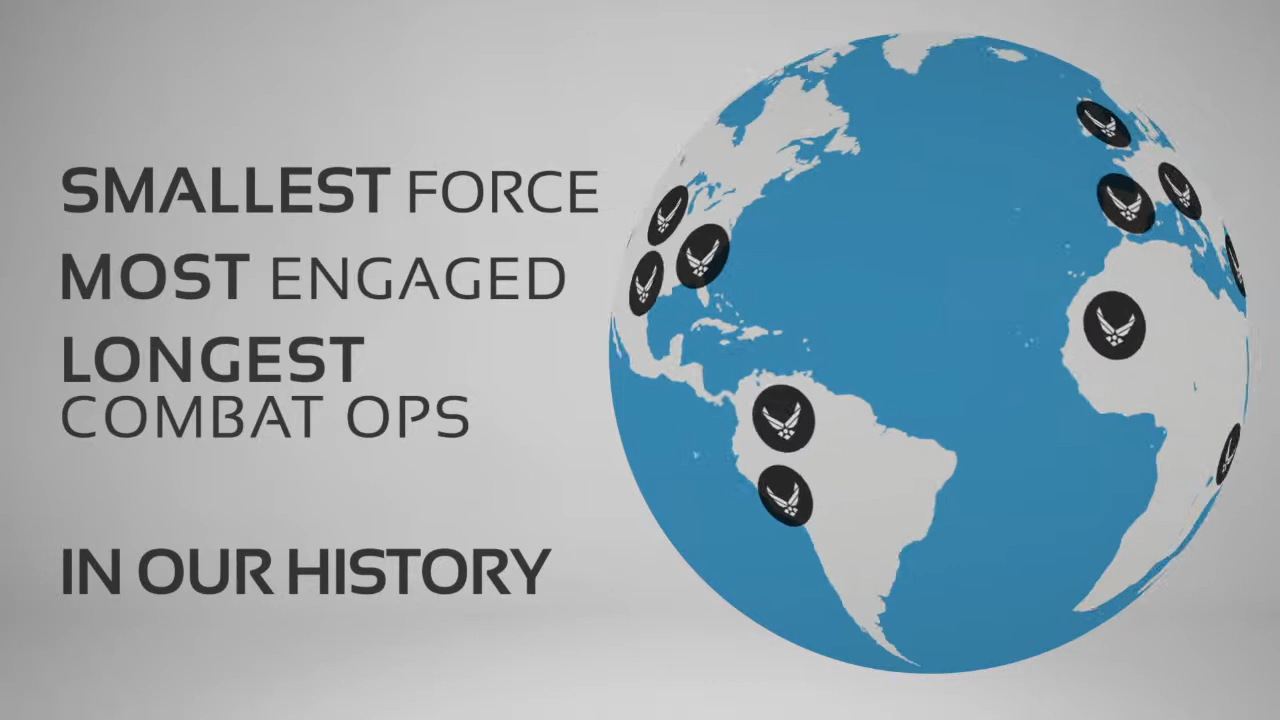 SMALLEST FORCE
MOST ENGAGED
LONGEST
COMBAT OPS
IN OUR HISTORY